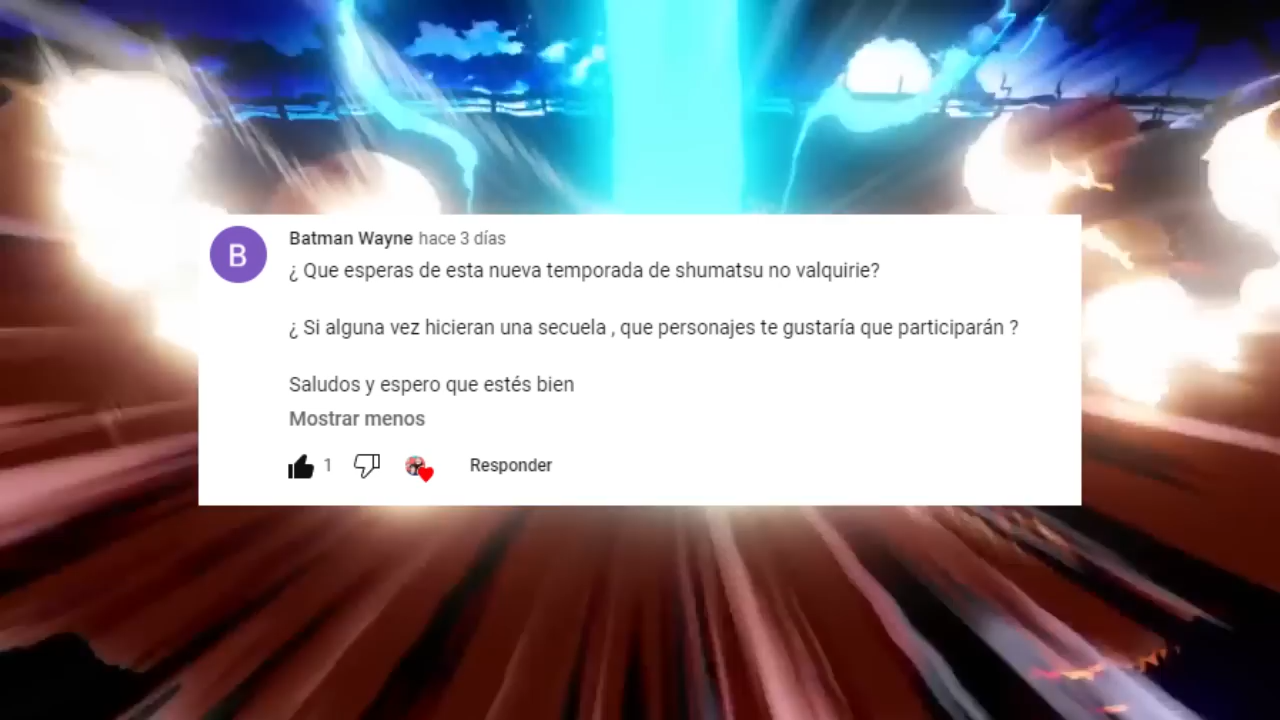 B
Batman Wayne hace 3 días
¿ Que esperas de esta nueva temporada de shumatsu no valquirie?
¿ Si alguna vez hicieran una secuela , que personajes te gustaría que participarán ?
Saludos y espero que estés bien
Mostrar menos
1
Responder